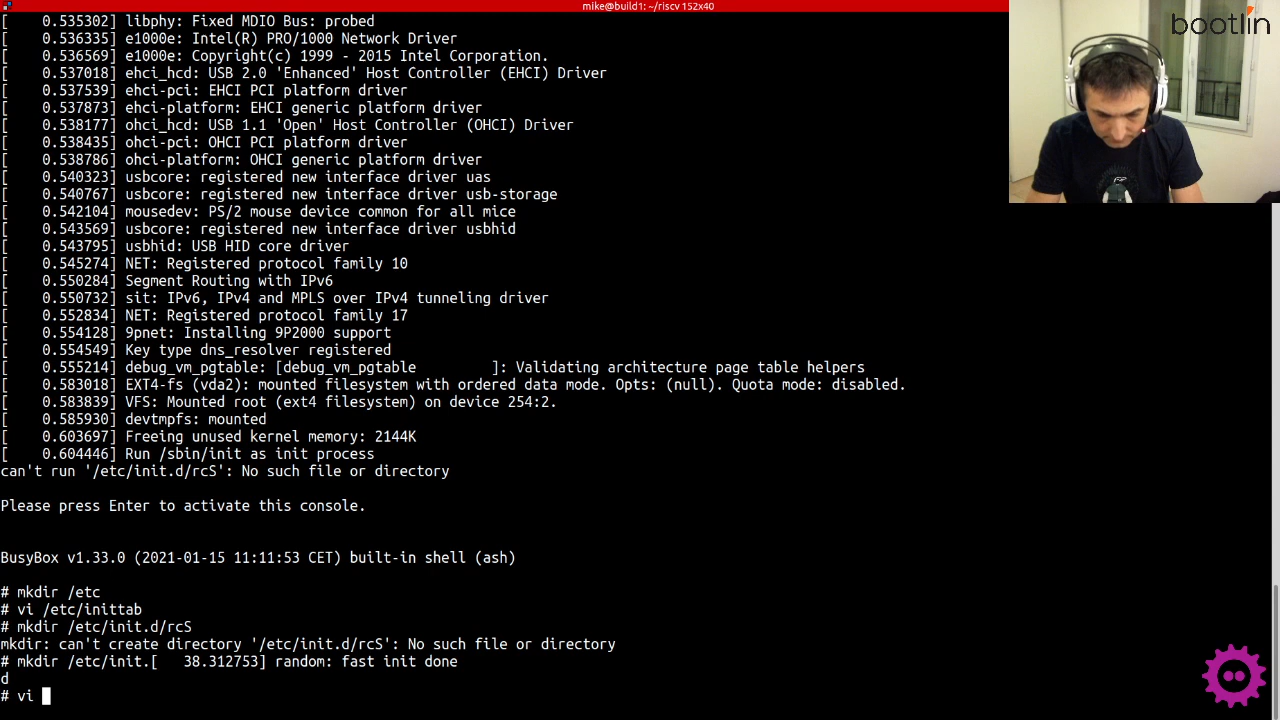 mike@build1: ~/riscv 152x40
bootlin
[    0.535302] libphy: Fixed MDIO Bus: probed
[    0.536335] e1000e: Intel(R) PRO/1000 Network Driver
[    0.536569] e1000e: Copyright(c) 1999 - 2015 Intel Corporation.
[    0.537018] ehci_hcd: USB 2.0 'Enhanced' Host Controller (EHCI) Driver
[    0.537539] ehci-pci: EHCI PCI platform driver
[    0.537873] ehci-platform: EHCI generic platform driver
[    0.538177] ohci_hcd: USB 1.1 'Open' Host Controller (OHCI) Driver
[    0.538435] ohci-pci: OHCI PCI platform driver
[    0.538786] ohci-platform: OHCI generic platform driver
[    0.540323] usbcore: registered new interface driver uas
[    0.540767] usbcore: registered new interface driver usb-storage
[    0.542104] mousedev: PS/2 mouse device common for all mice
[    0.543569] usbcore: registered new interface driver usbhid
[    0.543795] usbhid: USB HID core driver
[    0.545274] NET: Registered protocol family 10
[    0.550284] Segment Routing with IPv6
[    0.550732] sit: IPv6, IPv4 and MPLS over IPv4 tunneling driver
[    0.552834] NET: Registered protocol family 17
[    0.554128] 9pnet: Installing 9P2000 support
[    0.554549] Key type dns_resolver registered
[    0.555214] debug_vm_pgtable: [debug_vm_pgtable         ]: Validating architecture page table helpers
[    0.583018] EXT4-fs (vda2): mounted filesystem with ordered data mode. Opts: (null). Quota mode: disabled.
[    0.583839] VFS: Mounted root (ext4 filesystem) on device 254:2.
[    0.585930] devtmpfs: mounted
[    0.603697] Freeing unused kernel memory: 2144K
[    0.604446] Run /sbin/init as init process
can't run '/etc/init.d/rcS': No such file or directory
Please press Enter to activate this console.
BusyBox v1.33.0 (2021-01-15 11:11:53 CET) built-in shell (ash)
# mkdir /etc
# vi /etc/inittab
# mkdir /etc/init.d/rcS
mkdir: can't create directory '/etc/init.d/rcS': No such file or directory
# mkdir /etc/init.[   38.312753] random: fast init done
d
# vi